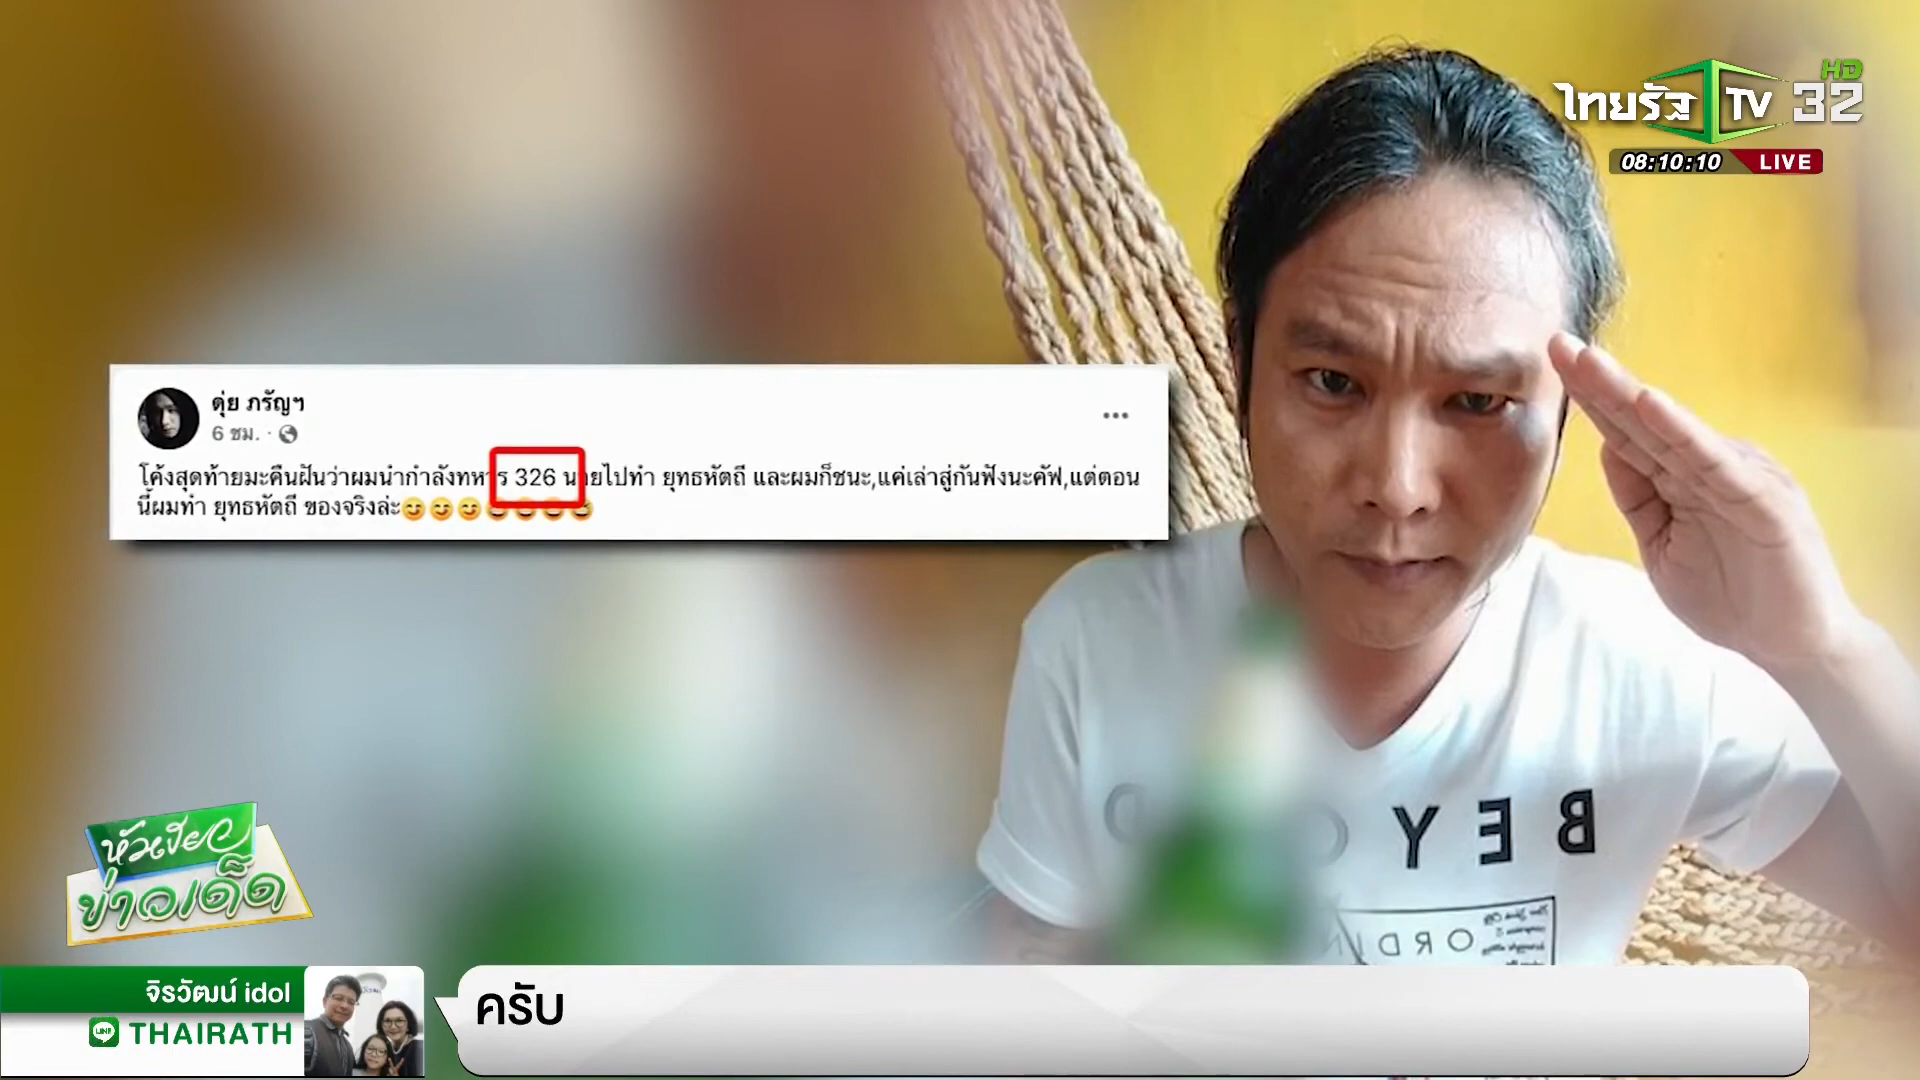 ไทยรัฐ TV HD 32
08:10:10 LIVE
ดุ่ย ภรัญฯ
6 ชม. ·
โค้งสุดท้ายมะคืนฝันว่าผมนำกำลังทหาร 326 นายไปทำ ยุทธหัตถี และผมก็ชนะ,แค่เล่าสู่กันฟังนะคัฟ,แต่ตอน
นี้ผมทำ ยุทธหัตถี ของจริงล่ะ😊😊😊😊😊😊😊
BEYO D
ORDIN
หัวเขียว
ข่าวเด็ด
จิรวัฒน์ idol
LINE THAIRATH
ครับ